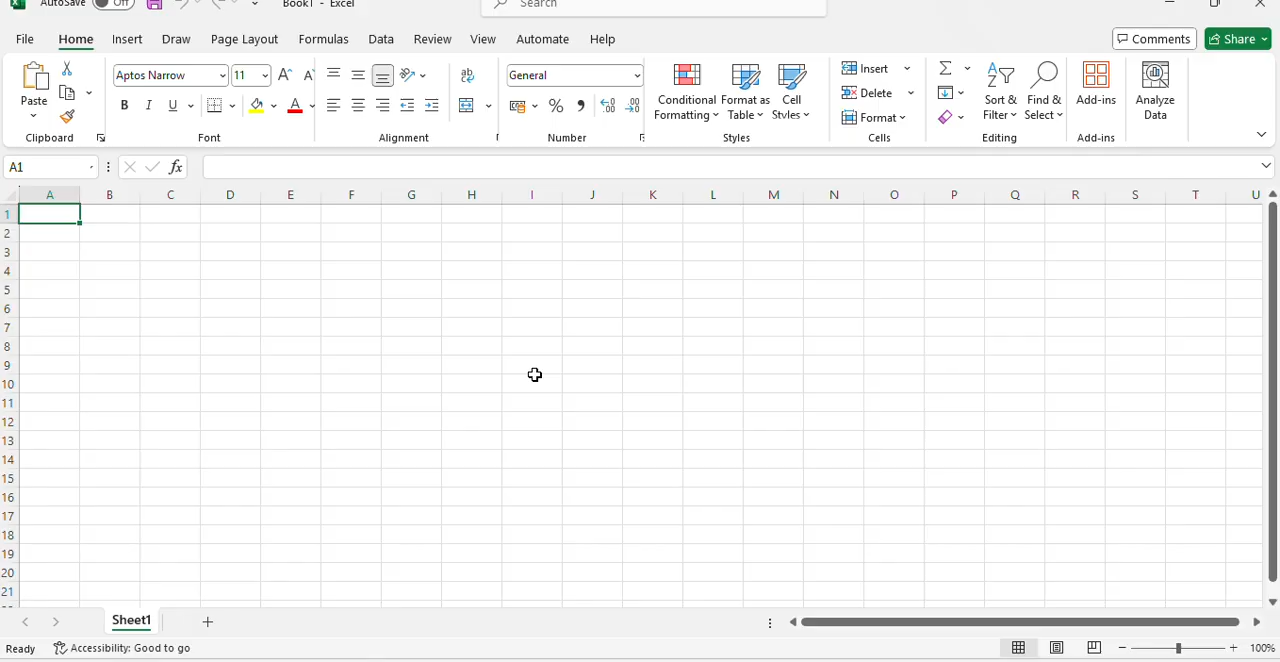 AutoSave Off Book1 - Excel Search
File Home Insert Draw Page Layout Formulas Data Review View Automate Help Comments Share
Paste Aptos Narrow 11 A A General Conditional Formatting Format as Table Cell Styles Insert Delete Format Sort & Filter Find & Select Add-ins Analyze Data
B I U A
Clipboard Font Alignment Number Styles Cells Editing Add-ins
A1 fx
A B C D E F G H I J K L M N O P Q R S T U
1
2
3
4
5
6
7
8
9
10
11
12
13
14
15
16
17
18
19
20
21
Sheet1
Ready Accessibility: Good to go 100%